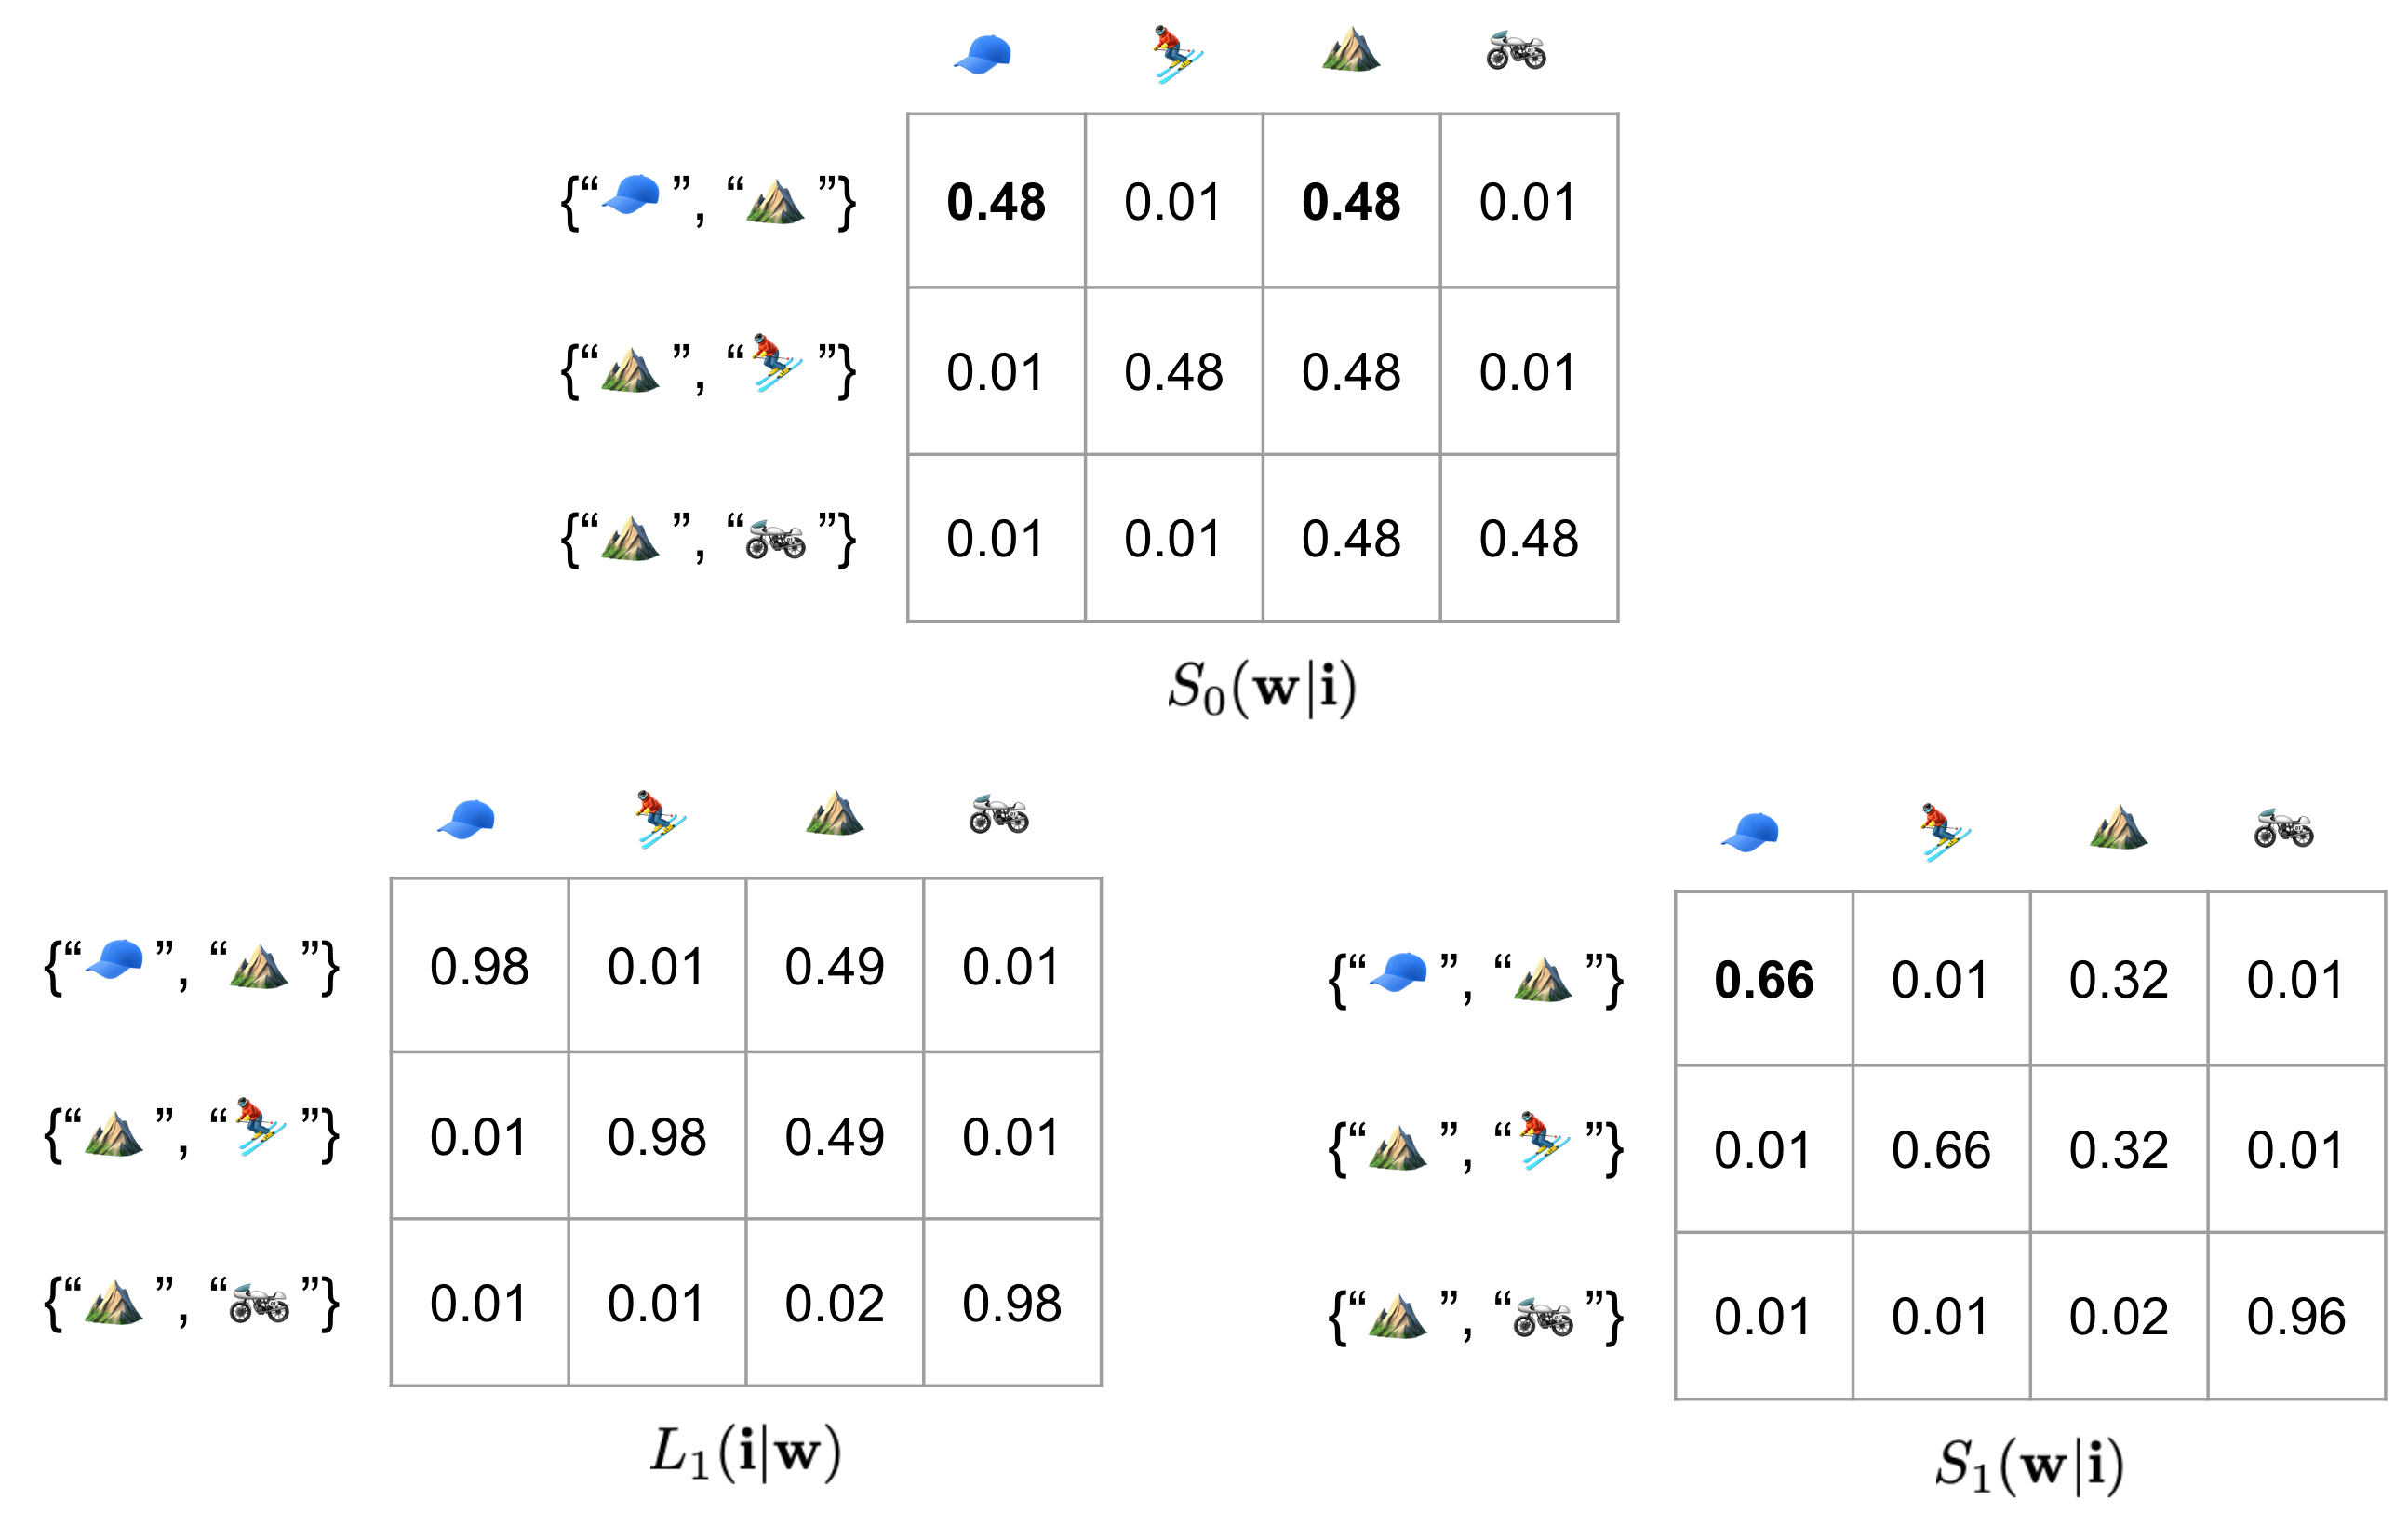 {“🧢”, “⛰️”} 0.48 0.01 0.48 0.01
{“⛰️”, “⛷️”} 0.01 0.48 0.48 0.01
{“⛰️”, “🏍️”} 0.01 0.01 0.48 0.48
S₀(w|i)
{“🧢”, “⛰️”} 0.98 0.01 0.49 0.01
{“⛰️”, “⛷️”} 0.01 0.98 0.49 0.01
{“⛰️”, “🏍️”} 0.01 0.01 0.02 0.98
L₁(i|w)
{“🧢”, “⛰️”} 0.66 0.01 0.32 0.01
{“⛰️”, “⛷️”} 0.01 0.66 0.32 0.01
{“⛰️”, “🏍️”} 0.01 0.01 0.02 0.96
S₁(w|i)